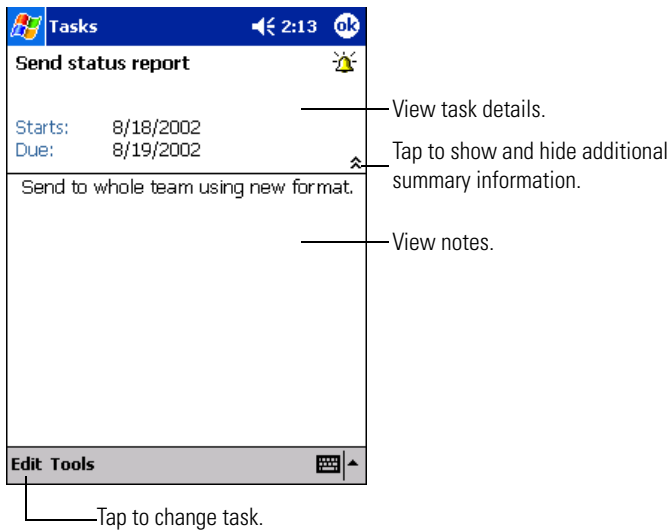 Tasks 2:13 ok
Send status report
View task details.
Starts: 8/18/2002
Due: 8/19/2002
Tap to show and hide additional
summary information.
Send to whole team using new format.
View notes.
Edit Tools
Tap to change task.